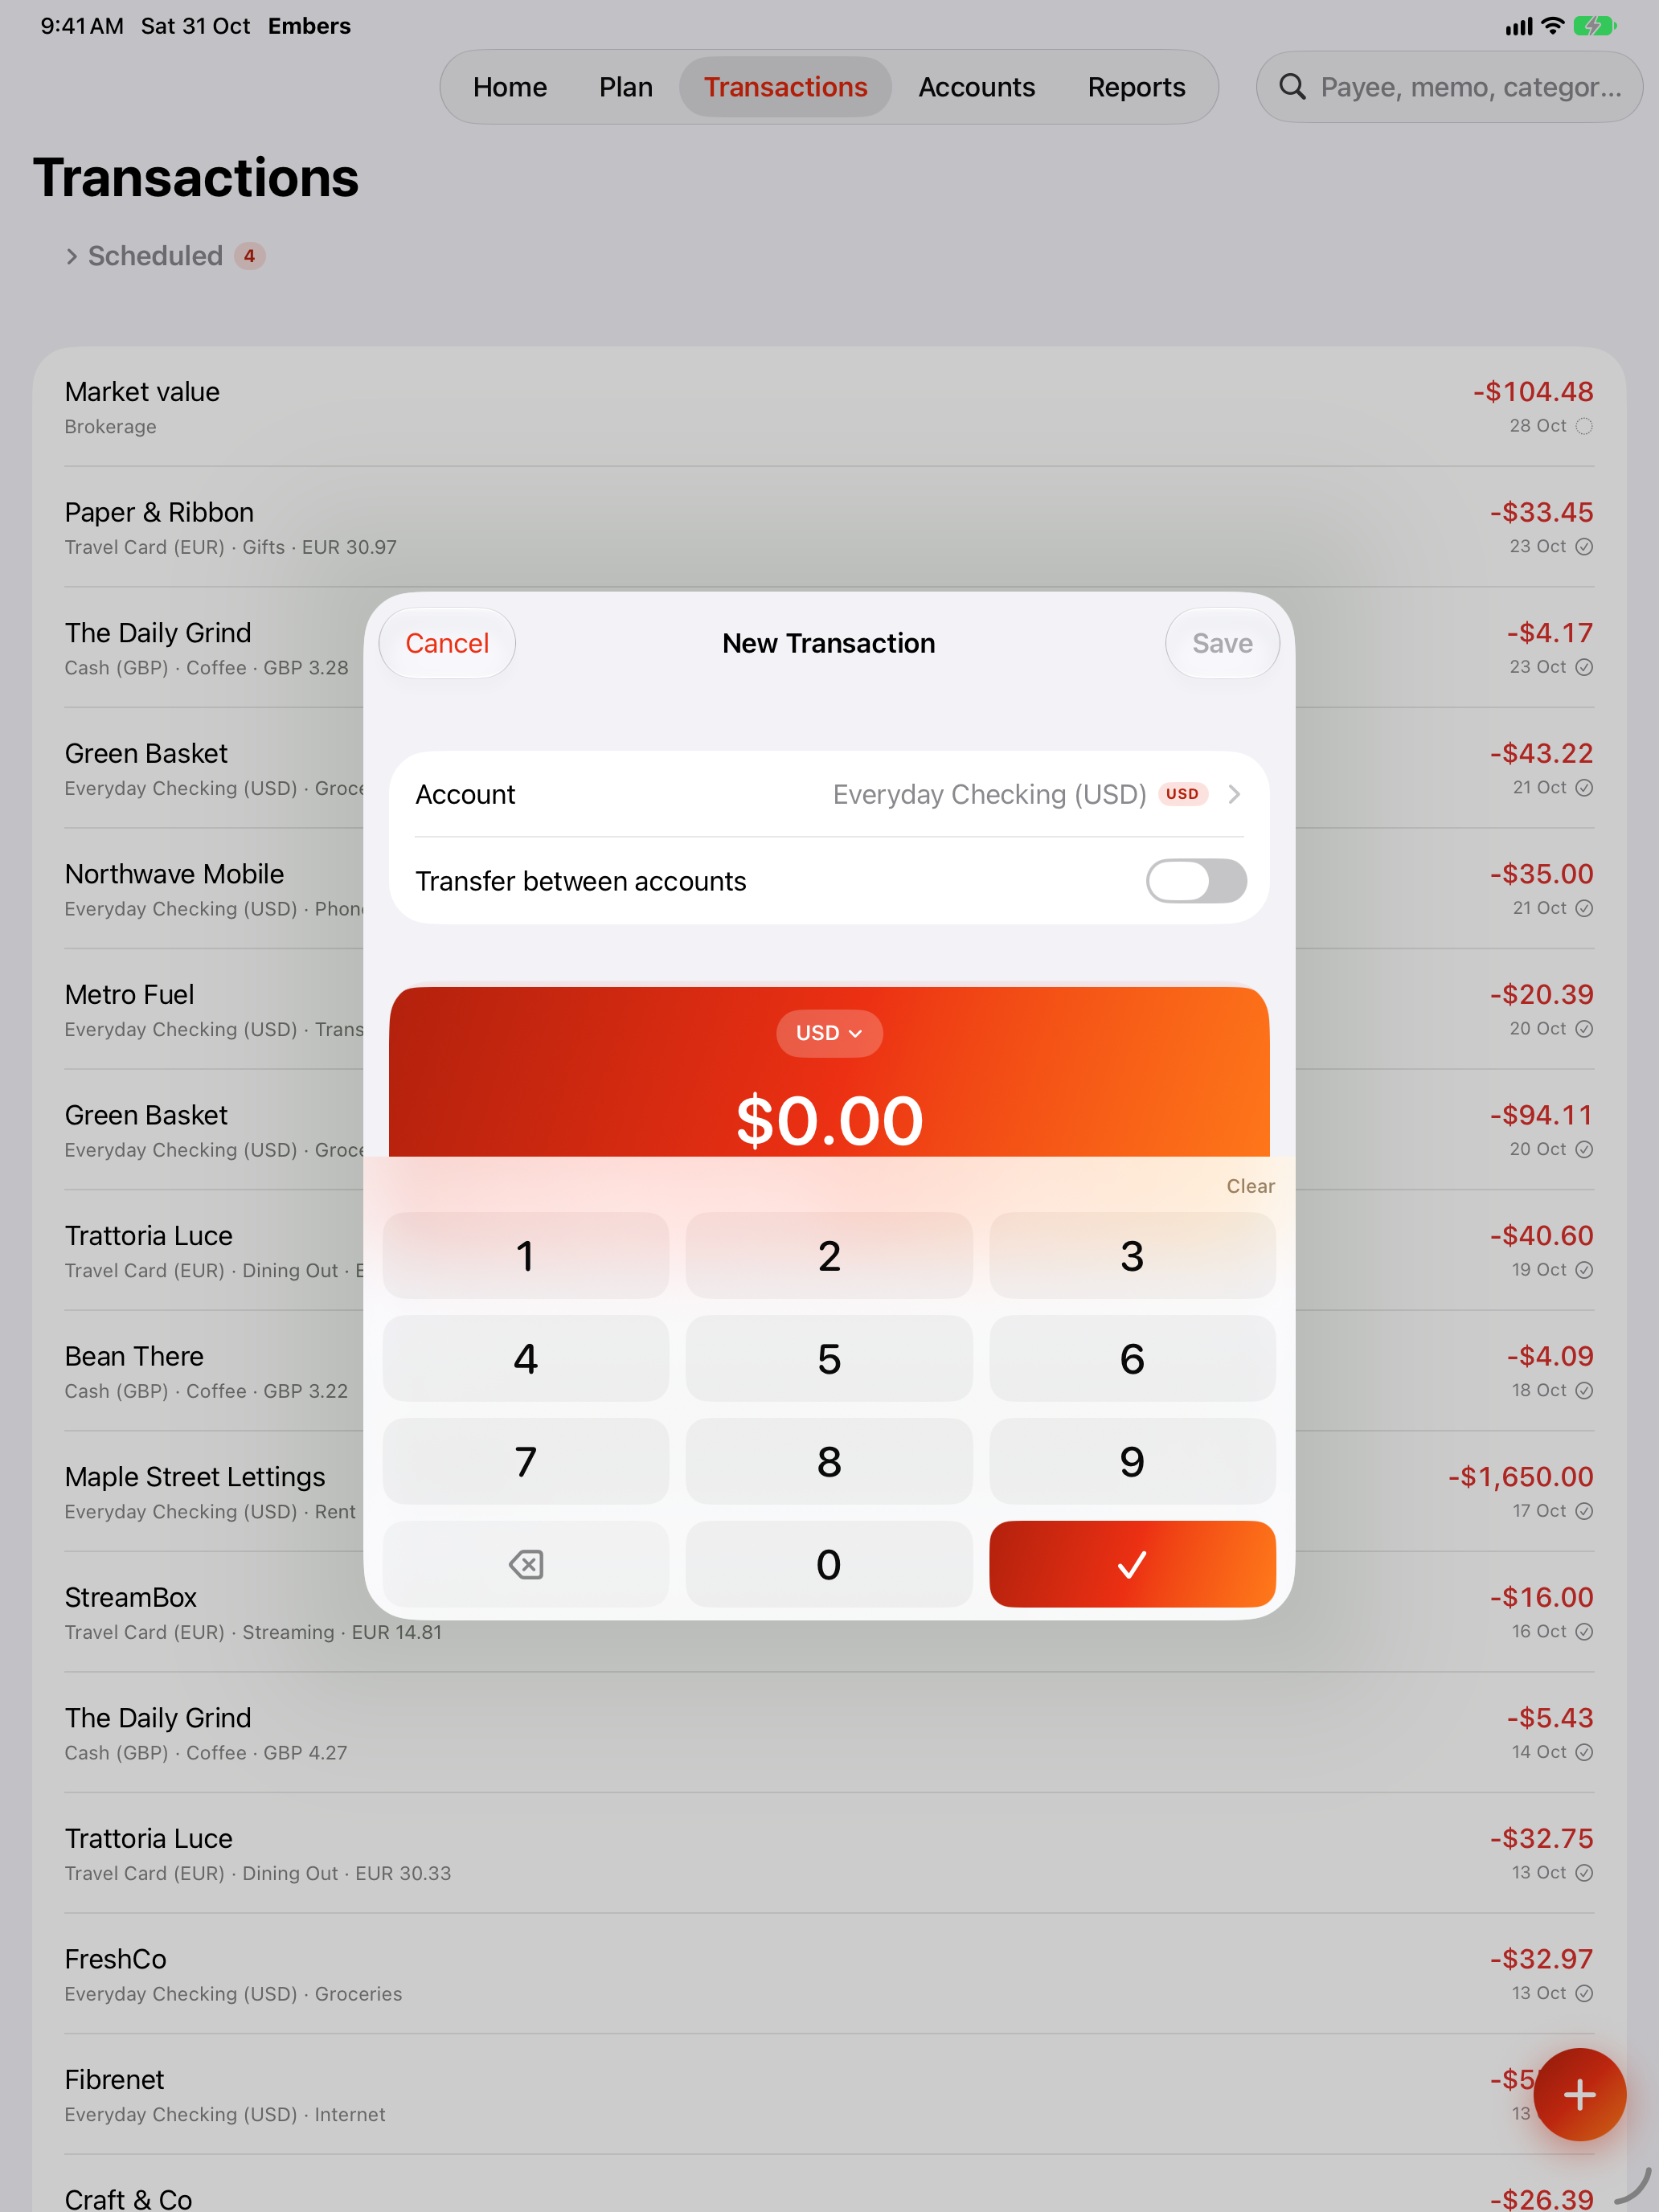 9:41 AM Sat 31 Oct Embers
Home Plan Transactions Accounts Reports
Payee, memo, categor...
Transactions
Scheduled 4
Market value -$104.48
Brokerage 28 Oct
Paper & Ribbon -$33.45
Travel Card (EUR) · Gifts · EUR 30.97 23 Oct
The Daily Grind -$4.17
Cash (GBP) · Coffee · GBP 3.28 23 Oct
Green Basket -$43.22
Everyday Checking (USD) · Groce 21 Oct
Northwave Mobile -$35.00
Everyday Checking (USD) · Phon 21 Oct
Metro Fuel -$20.39
Everyday Checking (USD) · Trans 20 Oct
Green Basket -$94.11
Everyday Checking (USD) · Groce 20 Oct
Trattoria Luce -$40.60
Travel Card (EUR) · Dining Out · E 19 Oct
Bean There -$4.09
Cash (GBP) · Coffee · GBP 3.22 18 Oct
Maple Street Lettings -$1,650.00
Everyday Checking (USD) · Rent 17 Oct
StreamBox -$16.00
Travel Card (EUR) · Streaming · EUR 14.81 16 Oct
The Daily Grind -$5.43
Cash (GBP) · Coffee · GBP 4.27 14 Oct
Trattoria Luce -$32.75
Travel Card (EUR) · Dining Out · EUR 30.33 13 Oct
FreshCo -$32.97
Everyday Checking (USD) · Groceries 13 Oct
Fibrenet -$5
Everyday Checking (USD) · Internet 13
Craft & Co -$26.39
Cancel New Transaction Save
Account Everyday Checking (USD) USD
Transfer between accounts
USD
$0.00
Clear
1 2 3
4 5 6
7 8 9
0